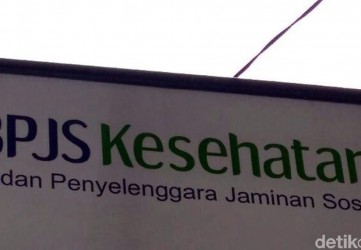 BPJS Kesehatan
dan Penyelenggara Jaminan Sos
detik